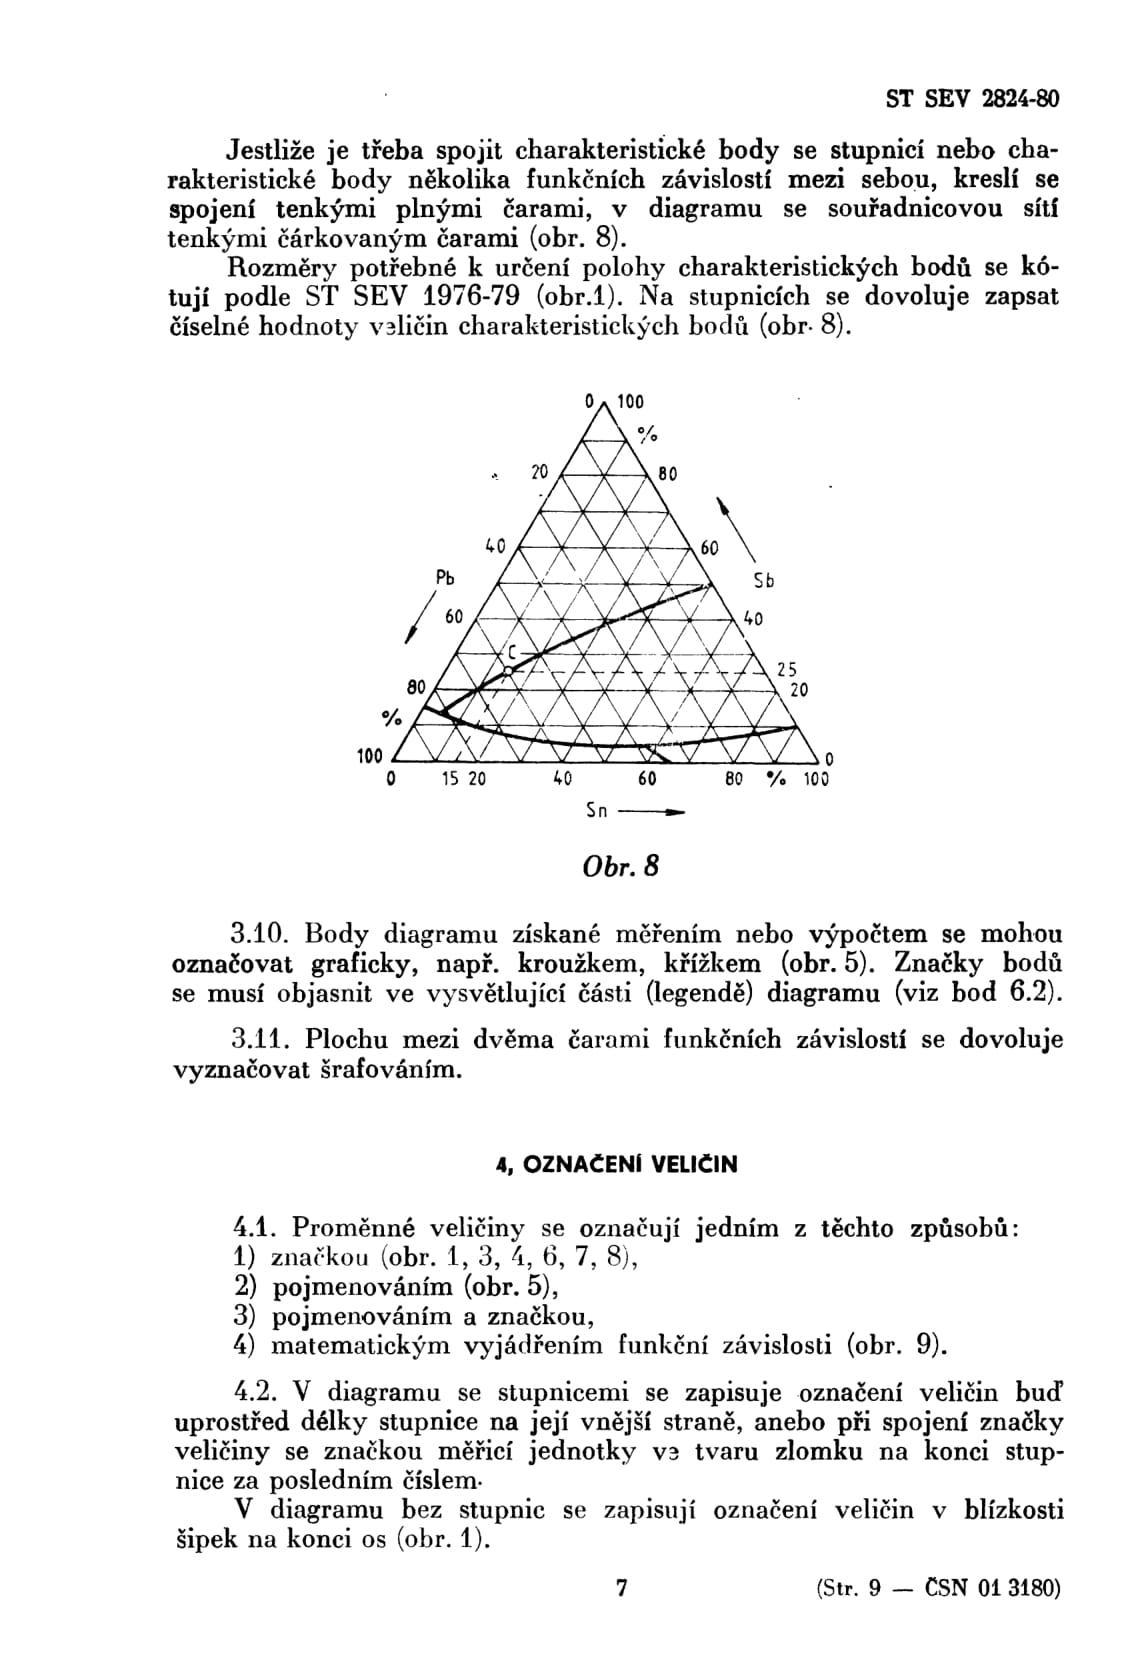 ST SEV 2824-80
Jestliže je třeba spojit charakteristické body se stupnicí nebo cha-
rakteristické body několika funkčních závislostí mezi sebou, kreslí se
spojení tenkými plnými čarami, v diagramu se souřadnicovou sítí
tenkými čárkovaným čarami (obr. 8).
Rozměry potřebné k určení polohy charakteristických bodů se kó-
tují podle ST SEV 1976-79 (obr.1). Na stupnicích se dovoluje zapsat
číselné hodnoty veličin charakteristických bodů (obr. 8).
0 100
%
20 80
40 60
Pb Sb
60 40
C
25
80 20
%
100 0
0 15 20 40 60 80 % 100
Sn
Obr. 8
3.10. Body diagramu získané měřením nebo výpočtem se mohou
označovat graficky, např. kroužkem, křížkem (obr. 5). Značky bodů
se musí objasnit ve vysvětlující části (legendě) diagramu (viz bod 6.2).
3.11. Plochu mezi dvěma čarami funkčních závislostí se dovoluje
vyznačovat šrafováním.
4, OZNAČENÍ VELIČIN
4.1. Proměnné veličiny se označují jedním z těchto způsobů:
1) značkou (obr. 1, 3, 4, 6, 7, 8),
2) pojmenováním (obr. 5),
3) pojmenováním a značkou,
4) matematickým vyjádřením funkční závislosti (obr. 9).
4.2. V diagramu se stupnicemi se zapisuje označení veličin buď
uprostřed délky stupnice na její vnější straně, anebo při spojení značky
veličiny se značkou měřicí jednotky ve tvaru zlomku na konci stup-
nice za posledním číslem.
V diagramu bez stupnic se zapisují označení veličin v blízkosti
šipek na konci os (obr. 1).
7 (Str. 9 — ČSN 01 3180)